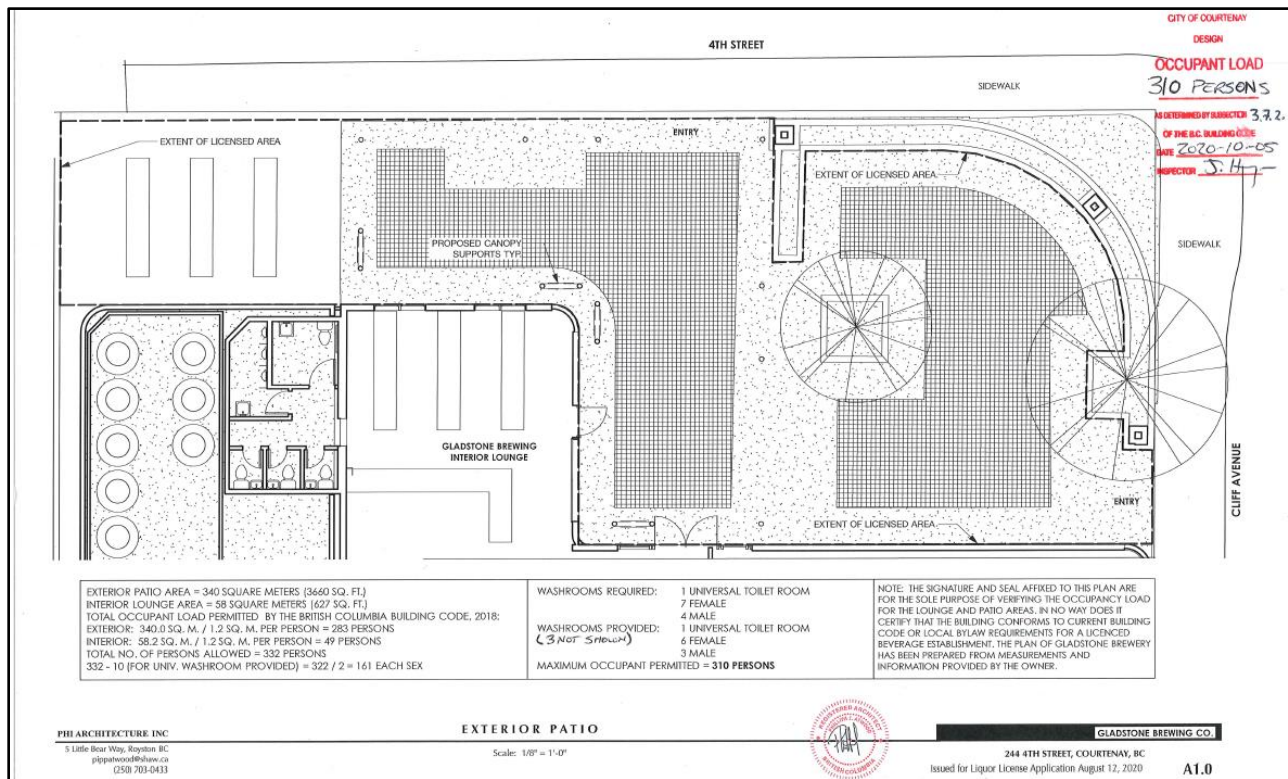 4TH STREET
CITY OF COURTENAY
DESIGN
OCCUPANT LOAD
310 PERSONS
AS DETERMINED BY SUBSECTION 3.7.2.
OF THE B.C. BUILDING CODE
DATE 2020-10-05
INSPECTOR
SIDEWALK
ENTRY
EXTENT OF LICENSED AREA
EXTENT OF LICENSED AREA
PROPOSED CANOPY
SUPPORTS TYP.
SIDEWALK
GLADSTONE BREWING
INTERIOR LOUNGE
CLIFF AVENUE
ENTRY
EXTENT OF LICENSED AREA
EXTERIOR PATIO AREA = 340 SQUARE METERS (3660 SQ. FT.)
INTERIOR LOUNGE AREA = 58 SQUARE METERS (627 SQ. FT.)
TOTAL OCCUPANT LOAD PERMITTED BY THE BRITISH COLUMBIA BUILDING CODE, 2018:
EXTERIOR: 340.0 SQ. M. / 1.2 SQ. M. PER PERSON = 283 PERSONS
INTERIOR: 58.2 SQ. M. / 1.2 SQ. M. PER PERSON = 49 PERSONS
TOTAL NO. OF PERSONS ALLOWED = 332 PERSONS
332 - 10 (FOR UNIV. WASHROOM PROVIDED) = 322 / 2 = 161 EACH SEX
WASHROOMS REQUIRED: 1 UNIVERSAL TOILET ROOM
7 FEMALE
4 MALE
WASHROOMS PROVIDED: 1 UNIVERSAL TOILET ROOM
(3 NOT SHOWN) 6 FEMALE
3 MALE
MAXIMUM OCCUPANT PERMITTED = 310 PERSONS
NOTE: THE SIGNATURE AND SEAL AFFIXED TO THIS PLAN ARE
FOR THE SOLE PURPOSE OF VERIFYING THE OCCUPANCY LOAD
FOR THE LOUNGE AND PATIO AREAS. IN NO WAY DOES IT
CERTIFY THAT THE BUILDING CONFORMS TO CURRENT BUILDING
CODE OR LOCAL BYLAW REQUIREMENTS FOR A LICENCED
BEVERAGE ESTABLISHMENT. THE PLAN OF GLADSTONE BREWERY
HAS BEEN PREPARED FROM MEASUREMENTS AND
INFORMATION PROVIDED BY THE OWNER.
PHI ARCHITECTURE INC
5 Little Bear Way, Royston BC
pippatwood@shaw.ca
(250) 703-0433
EXTERIOR PATIO
Scale: 1/8" = 1'-0"
REGISTERED ARCHITECT
BRITISH COLUMBIA
GLADSTONE BREWING CO.
244 4TH STREET, COURTENAY, BC
Issued for Liquor License Application August 12, 2020 A1.0